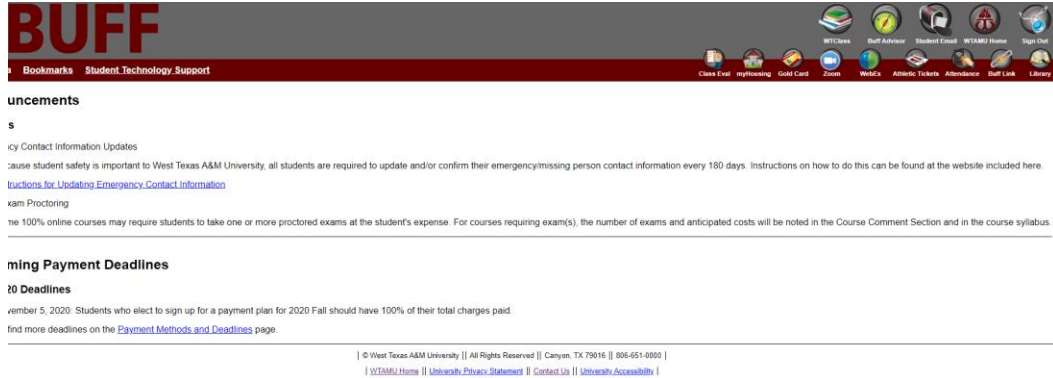 BUFF
WTClass Buff Advisor Student Email WTAMU Home Sign Out
Class Eval myHousing Gold Card Zoom WebEx Athletic Tickets Attendance Buff Link Library
a Bookmarks Student Technology Support
uncements
s
cy Contact Information Updates
cause student safety is important to West Texas A&M University, all students are required to update and/or confirm their emergency/missing person contact information every 180 days. Instructions on how to do this can be found at the website included here.
tructions for Updating Emergency Contact Information
xam Proctoring
me 100% online courses may require students to take one or more proctored exams at the student's expense. For courses requiring exam(s), the number of exams and anticipated costs will be noted in the Course Comment Section and in the course syllabus.
ming Payment Deadlines
20 Deadlines
vember 5, 2020: Students who elect to sign up for a payment plan for 2020 Fall should have 100% of their total charges paid.
find more deadlines on the Payment Methods and Deadlines page.
| © West Texas A&M University || All Rights Reserved || Canyon, TX 79016 || 806-651-0000 |
| WTAMU Home || University Privacy Statement || Contact Us || University Accessibility |